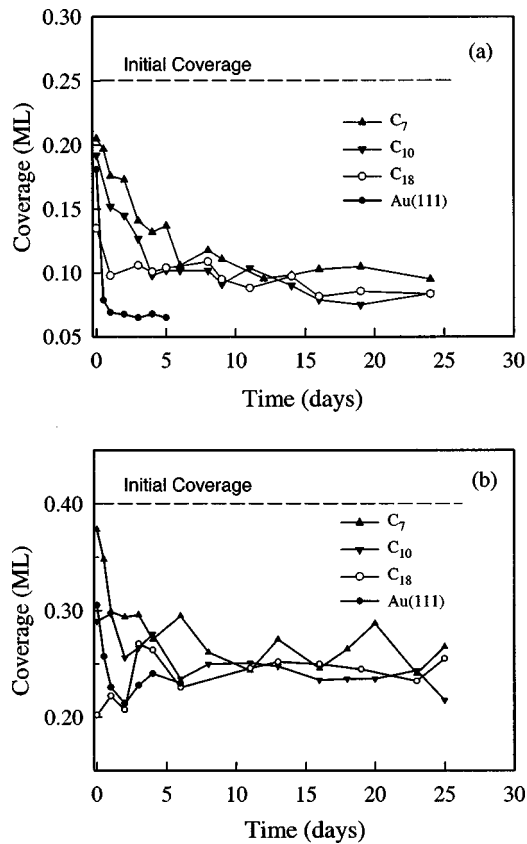 (a)
Initial Coverage
C7
C10
C18
Au(111)
Coverage (ML)
0.30
0.25
0.20
0.15
0.10
0.05
0 5 10 15 20 25 30
Time (days)
(b)
Initial Coverage
C7
C10
C18
Au(111)
Coverage (ML)
0.40
0.30
0.20
0 5 10 15 20 25 30
Time (days)